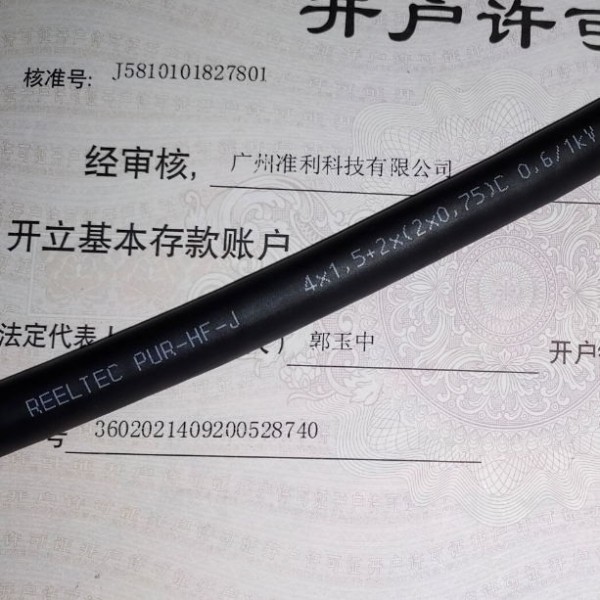 开户许可
核准号: J5810101827801
经审核, 广州准利科技有限公司
开立基本存款账户
法定代表人 ) 郭玉中 开户
号 3602021409200528740
REELTEC PUR-HF-J 4x1,5+2x(2x0,75)C 0,6/1kV